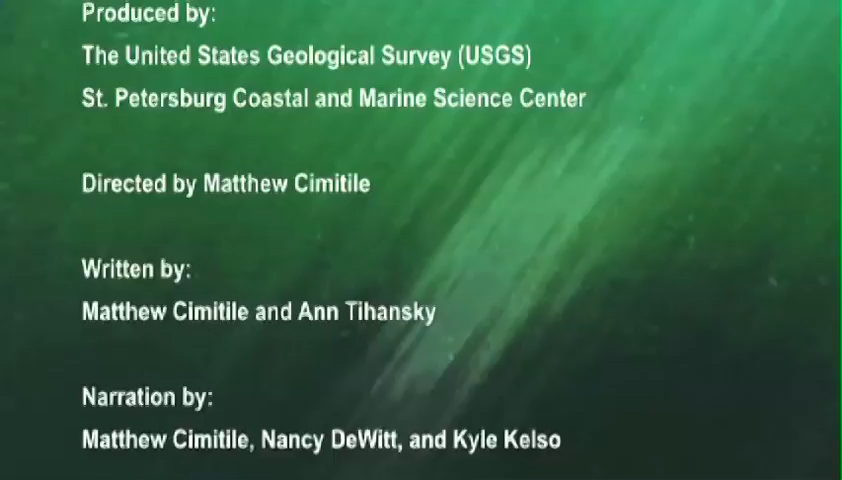 Produced by:
The United States Geological Survey (USGS)
St. Petersburg Coastal and Marine Science Center
Directed by Matthew Cimitile
Written by:
Matthew Cimitile and Ann Tihansky
Narration by:
Matthew Cimitile, Nancy DeWitt, and Kyle Kelso